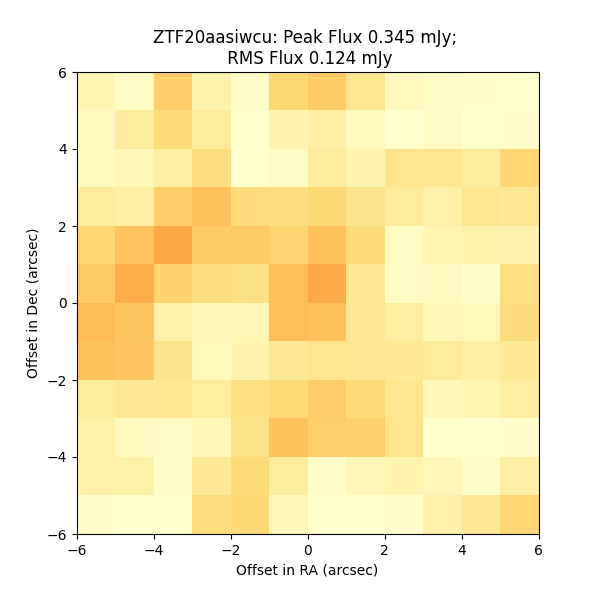 ZTF20aasiwcu: Peak Flux 0.345 mJy;
RMS Flux 0.124 mJy
6
4
2
0
−2
−4
−6
Offset in Dec (arcsec)
−6 −4 −2 0 2 4 6
Offset in RA (arcsec)